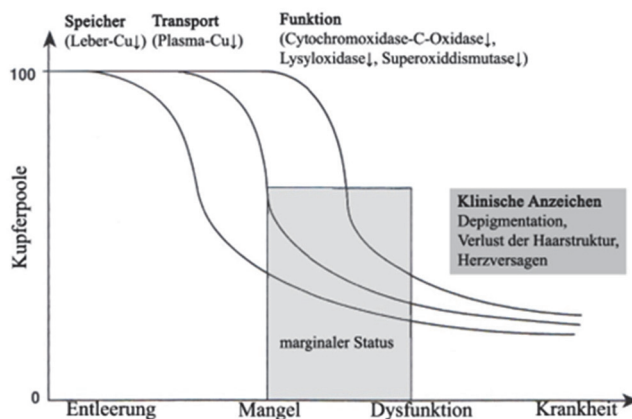 Speicher
(Leber-Cu↓)
Transport
(Plasma-Cu↓)
Funktion
(Cytochromoxidase-C-Oxidase↓,
Lysyloxidase↓, Superoxiddismutase↓)
100
Kupferpoole
Klinische Anzeichen
Depigmentation,
Verlust der Haarstruktur,
Herzversagen
marginaler Status
0
Entleerung
Mangel
Dysfunktion
Krankheit